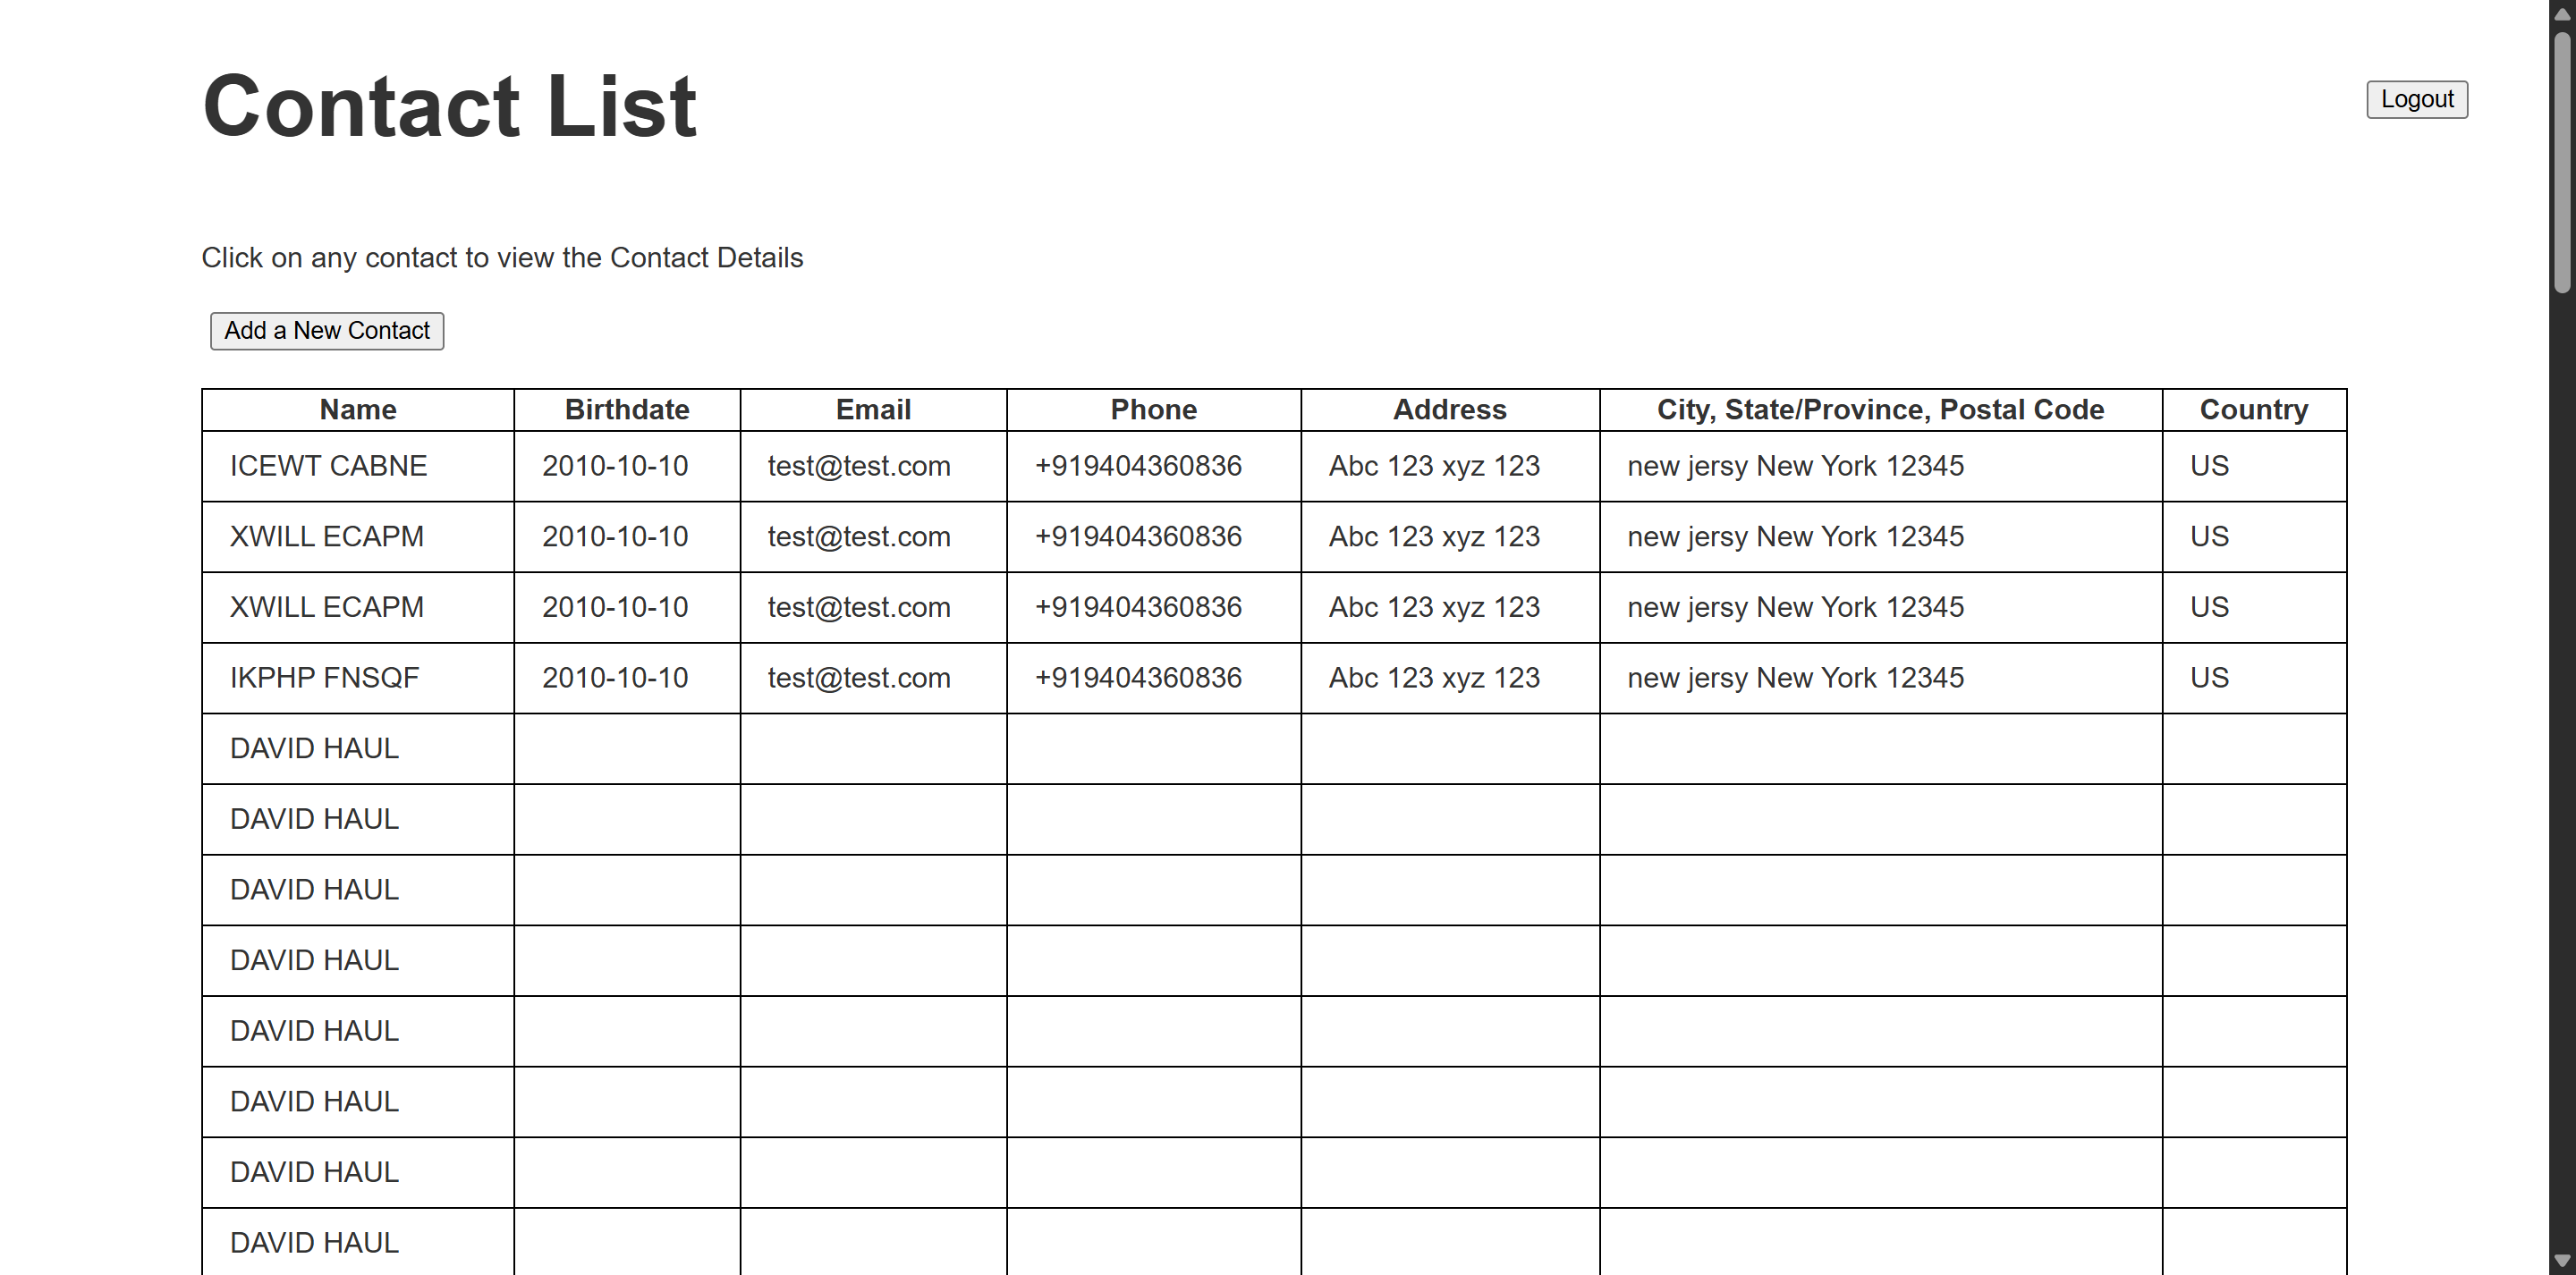 Contact List
Logout
Click on any contact to view the Contact Details
Add a New Contact
Name Birthdate Email Phone Address City, State/Province, Postal Code Country
ICEWT CABNE 2010-10-10 test@test.com +919404360836 Abc 123 xyz 123 new jersy New York 12345 US
XWILL ECAPM 2010-10-10 test@test.com +919404360836 Abc 123 xyz 123 new jersy New York 12345 US
XWILL ECAPM 2010-10-10 test@test.com +919404360836 Abc 123 xyz 123 new jersy New York 12345 US
IKPHP FNSQF 2010-10-10 test@test.com +919404360836 Abc 123 xyz 123 new jersy New York 12345 US
DAVID HAUL
DAVID HAUL
DAVID HAUL
DAVID HAUL
DAVID HAUL
DAVID HAUL
DAVID HAUL
DAVID HAUL